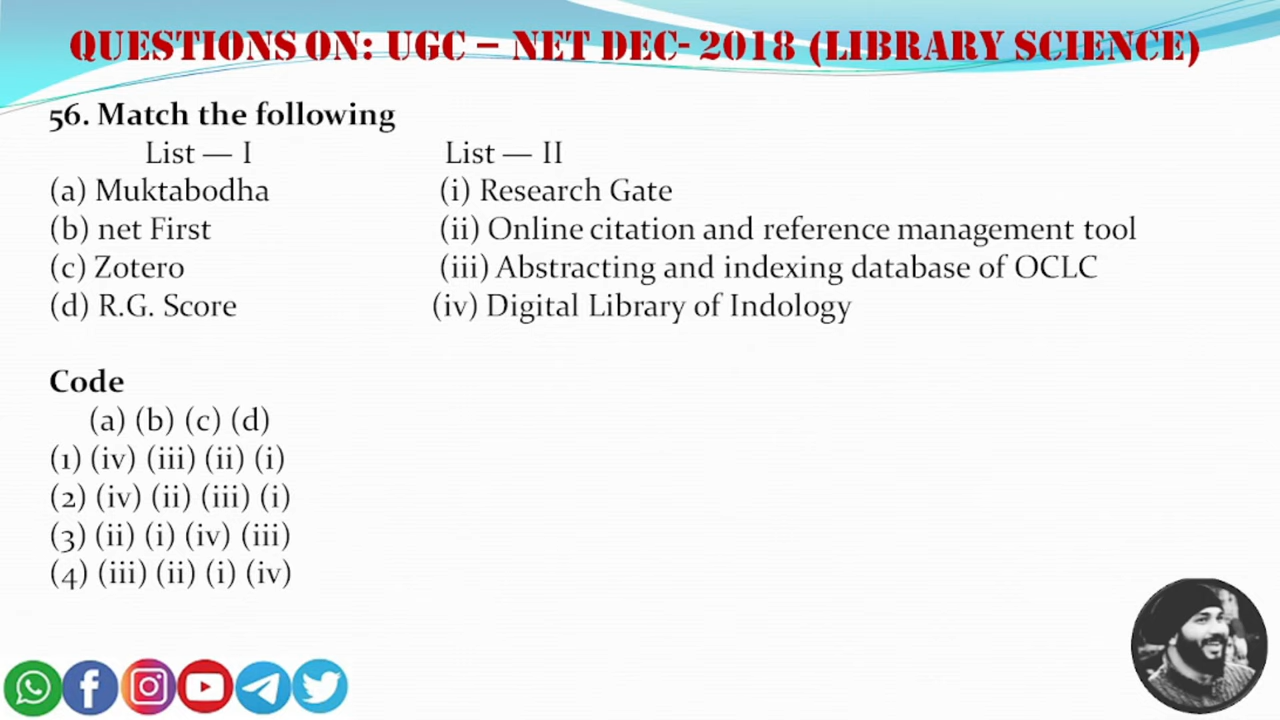 QUESTIONS ON: UGC – NET DEC- 2018 (LIBRARY SCIENCE)
56. Match the following
List — I List — II
(a) Muktabodha (i) Research Gate
(b) net First (ii) Online citation and reference management tool
(c) Zotero (iii) Abstracting and indexing database of OCLC
(d) R.G. Score (iv) Digital Library of Indology
Code
(a) (b) (c) (d)
(1) (iv) (iii) (ii) (i)
(2) (iv) (ii) (iii) (i)
(3) (ii) (i) (iv) (iii)
(4) (iii) (ii) (i) (iv)